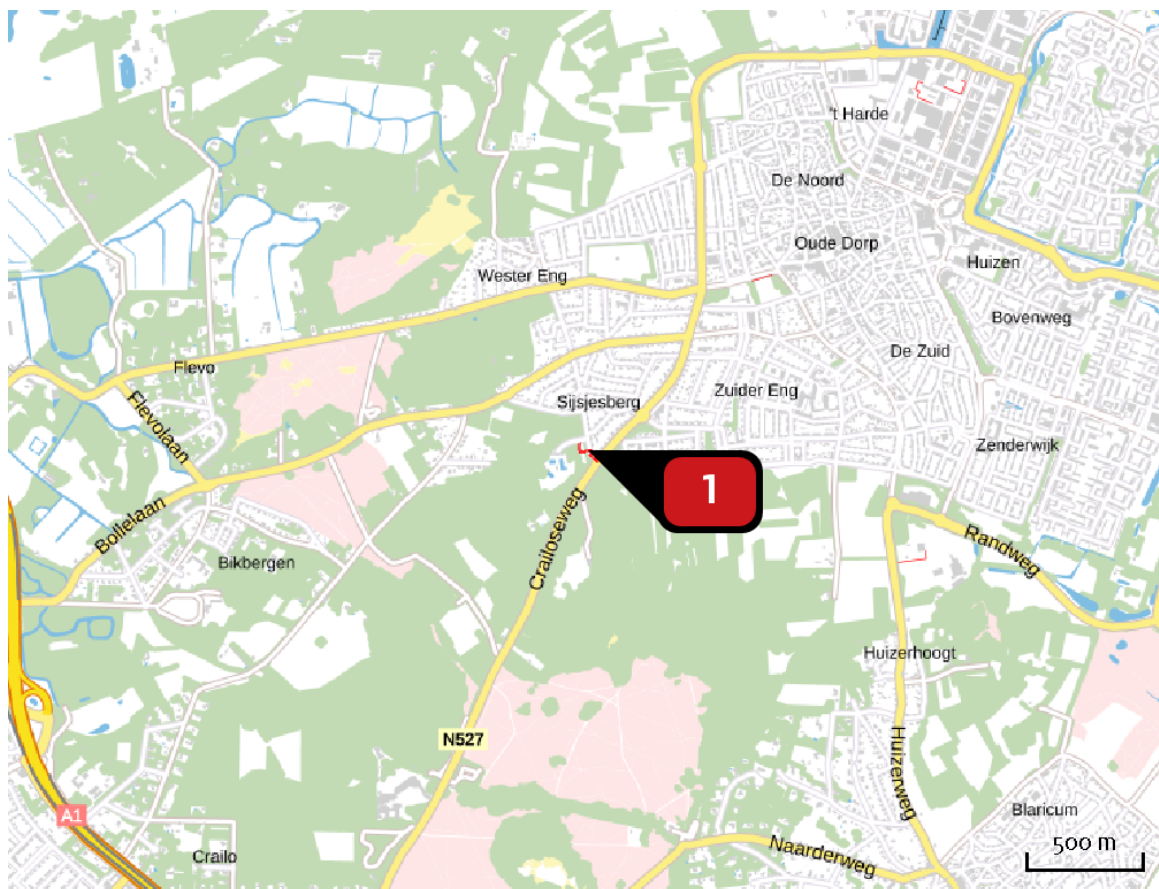 't Harde
De Noord
Oude Dorp
Huizen
Wester Eng
Bovenweg
De Zuid
Flevo
Zuider Eng
Sijsjesberg
Flevolaan
Zenderwijk
1
Bollelaan
Crailoseweg
Randweg
Bikbergen
Huizerhoogt
N527
Huizerweg
A1
Blaricum
500 m
Naarderweg
Crailo